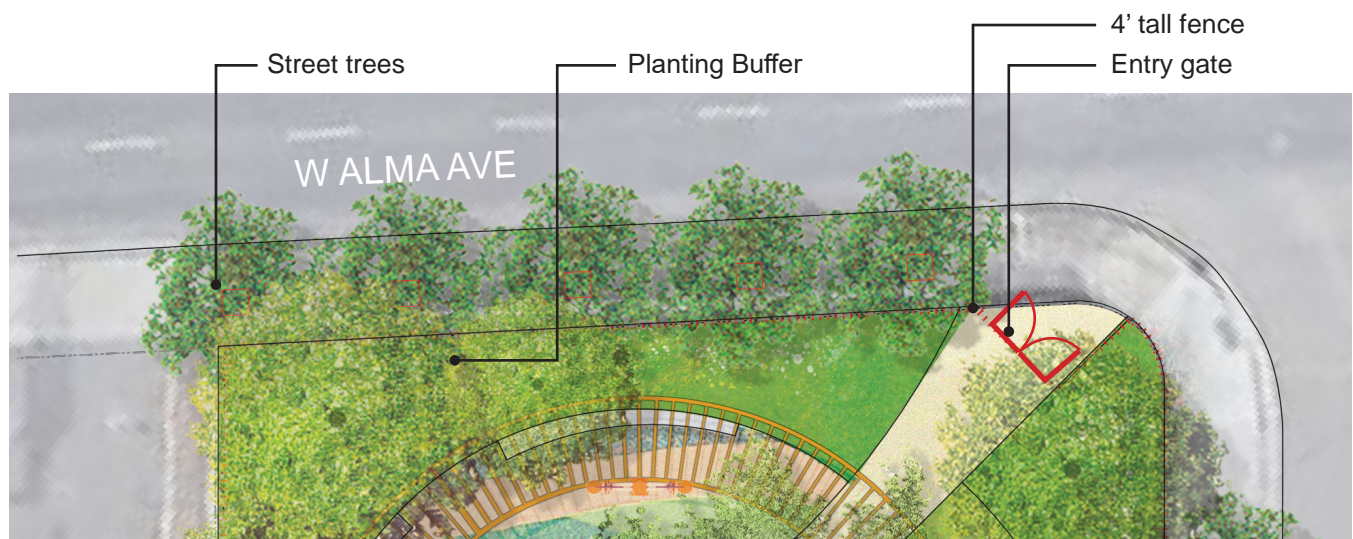 4’ tall fence
Street trees
Planting Buffer
Entry gate
W ALMA AVE